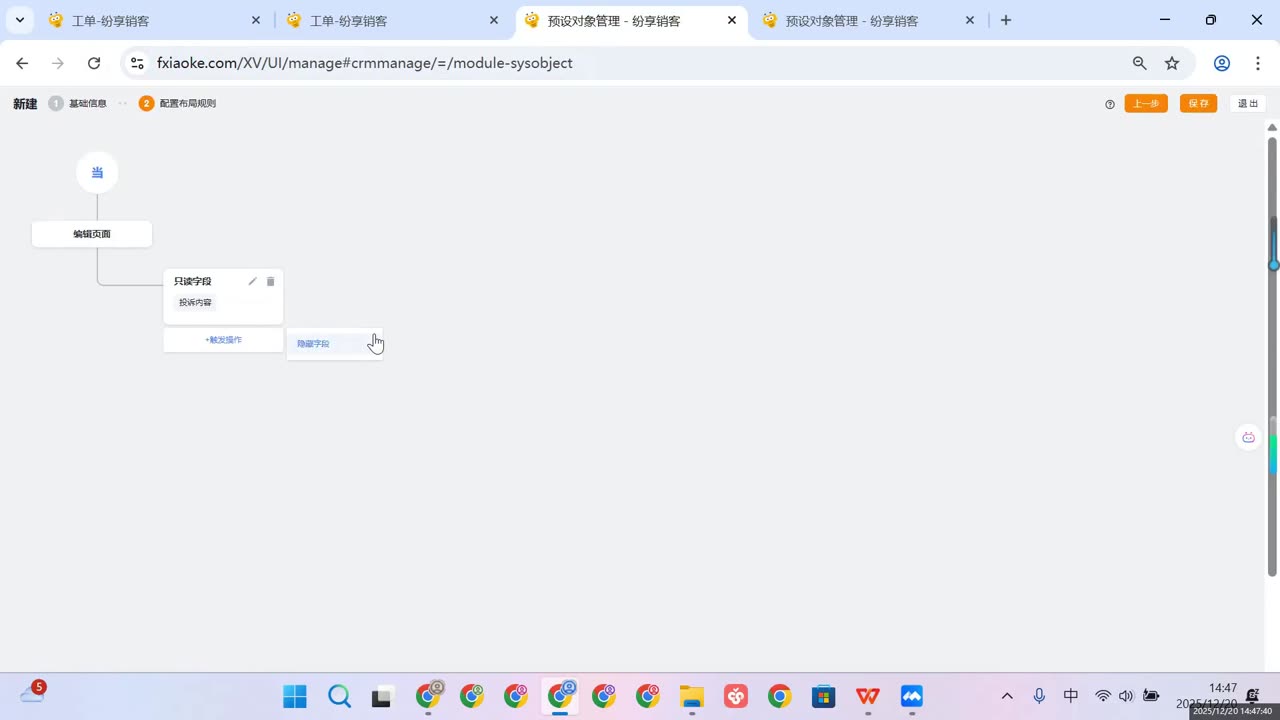 工单-纷享销客
工单-纷享销客
预设对象管理 - 纷享销客
预设对象管理 - 纷享销客
fxiaoke.com/XV/UI/manage#crmmanage/=/module-sysobject
新建 1 基础信息 2 配置布局规则
上一步 保存 退出
当
编辑页面
只读字段
投诉内容
+触发操作
隐藏字段
5
中
14:47
2025/12/20
2025/12/20 14:47:40